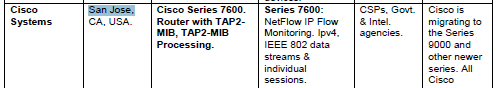 Cisco Systems
San Jose, CA, USA.
Cisco Series 7600. Router with TAP2-MIB, TAP2-MIB Processing.
Series 7600:
NetFlow IP Flow Monitoring. Ipv4, IEEE 802 data streams & individual sessions.
CSPs, Govt. & Intel. agencies.
Cisco is migrating to the Series 9000 and other newer series. All Cisco